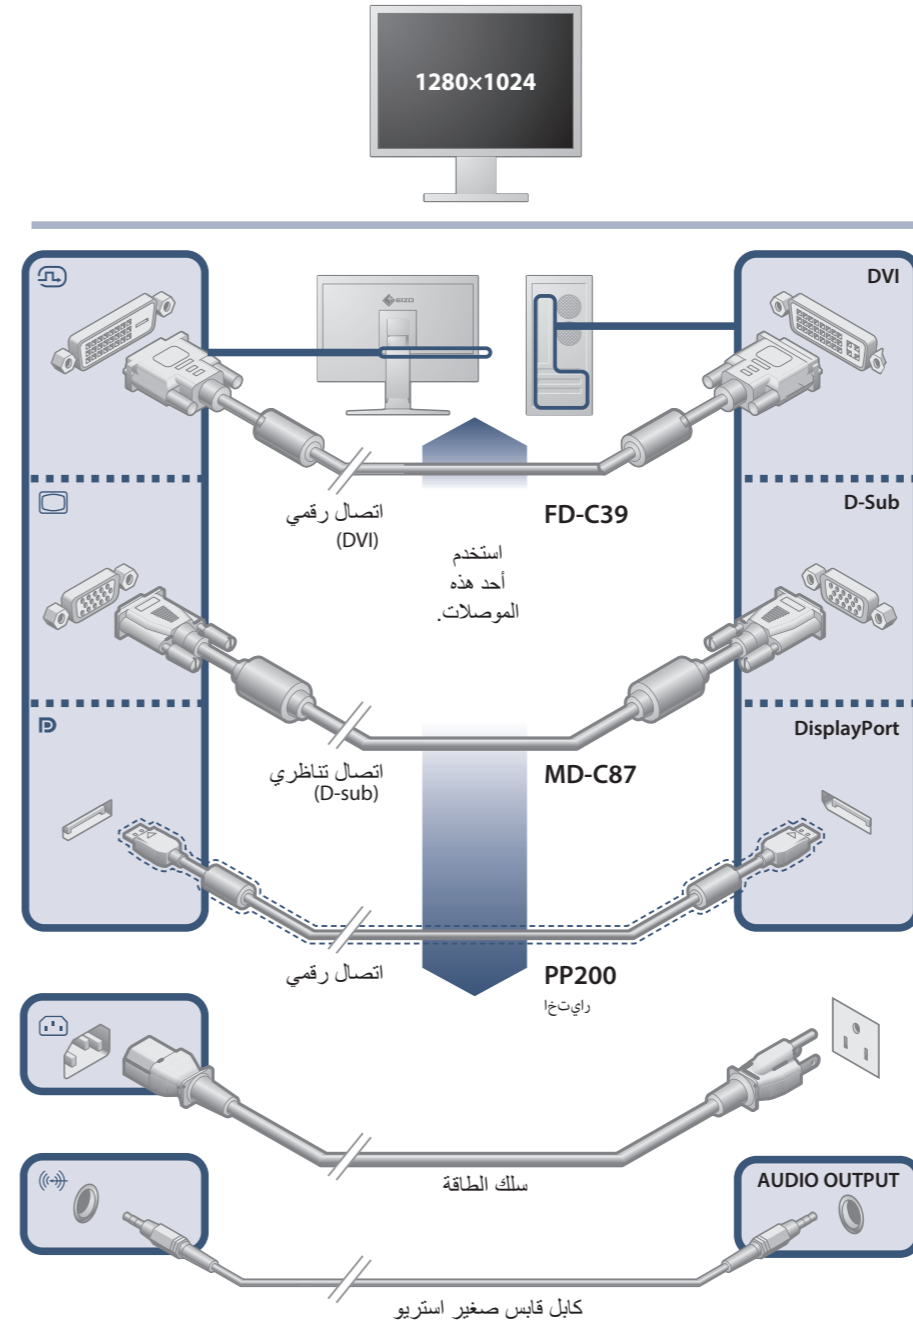 1280×1024
EIZO
DVI
اتصال رقمي
(DVI)
FD-C39
D-Sub
استخدم
أحد هذه
الموصلات.
اتصال تناظري
(D-sub)
MD-C87
DisplayPort
اتصال رقمي
PP200
رايتخا
سلك الطاقة
AUDIO OUTPUT
كابل قابس صغير استريو